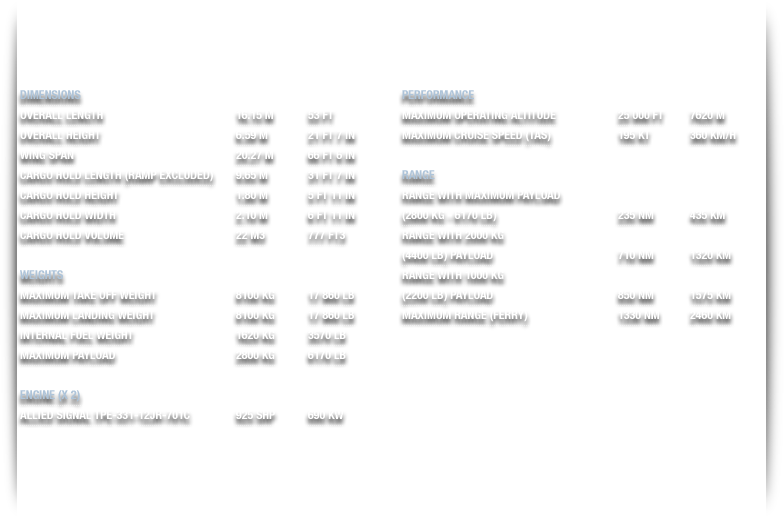 DIMENSIONS
OVERALL LENGTH 16,15 M 53 FT
OVERALL HEIGHT 6,59 M 21 FT 7 IN
WING SPAN 20,27 M 66 FT 6 IN
CARGO HOLD LENGTH (RAMP EXCLUDED) 9,65 M 31 FT 7 IN
CARGO HOLD HEIGHT 1,80 M 5 FT 11 IN
CARGO HOLD WIDTH 2,10 M 6 FT 11 IN
CARGO HOLD VOLUME 22 M3 777 FT3
WEIGHTS
MAXIMUM TAKE OFF WEIGHT 8100 KG 17 860 LB
MAXIMUM LANDING WEIGHT 8100 KG 17 860 LB
INTERNAL FUEL WEIGHT 1620 KG 3570 LB
MAXIMUM PAYLOAD 2800 KG 6170 LB
ENGINE (X 2)
ALLIED SIGNAL TPE-331-12JR-701C 925 SHP 690 KW
PERFORMANCE
MAXIMUM OPERATING ALTITUDE 25 000 FT 7620 M
MAXIMUM CRUISE SPEED (TAS) 195 KT 360 KM/H
RANGE
RANGE WITH MAXIMUM PAYLOAD
(2800 KG - 6170 LB) 235 NM 435 KM
RANGE WITH 2000 KG
(4400 LB) PAYLOAD 710 NM 1320 KM
RANGE WITH 1000 KG
(2200 LB) PAYLOAD 850 NM 1575 KM
MAXIMUM RANGE (FERRY) 1330 NM 2460 KM